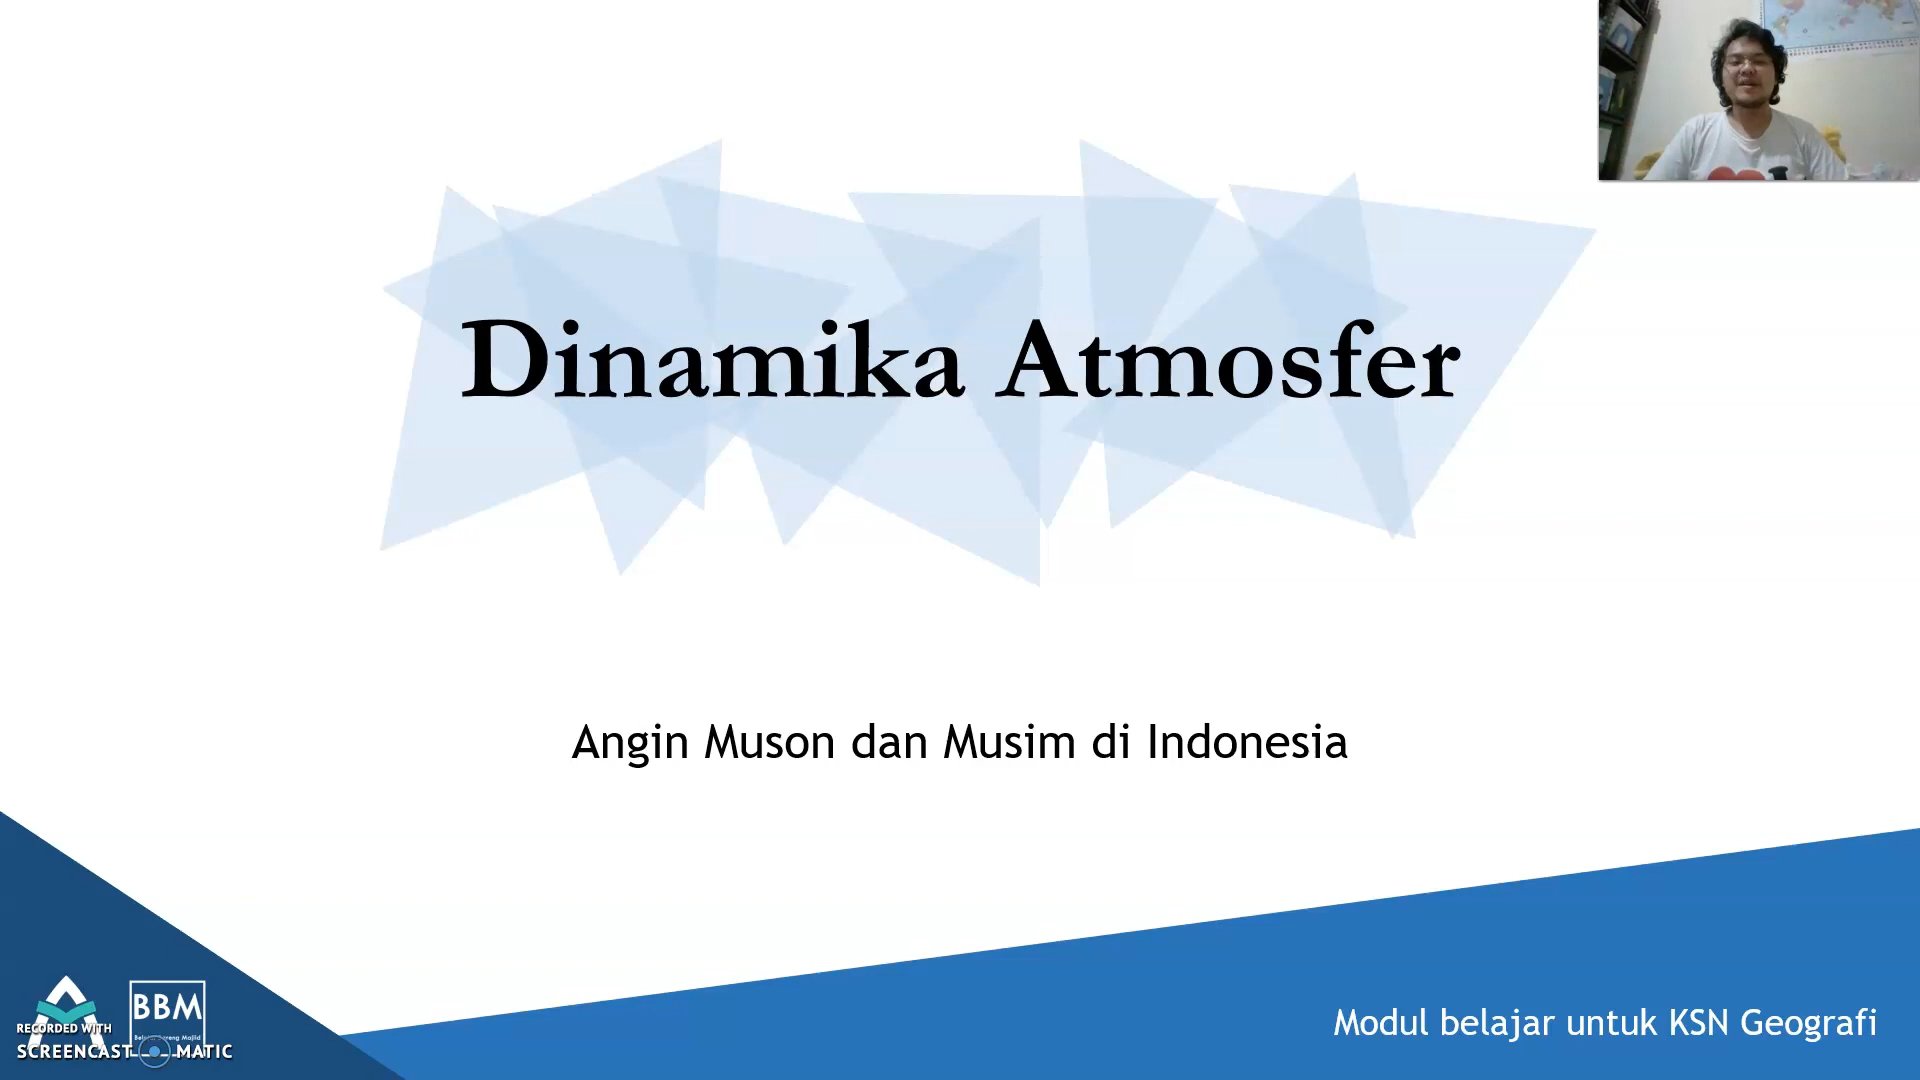 Dinamika Atmosfer
Angin Muson dan Musim di Indonesia
Modul belajar untuk KSN Geografi
BBM
RECORDED WITH
SCREENCAST MATIC